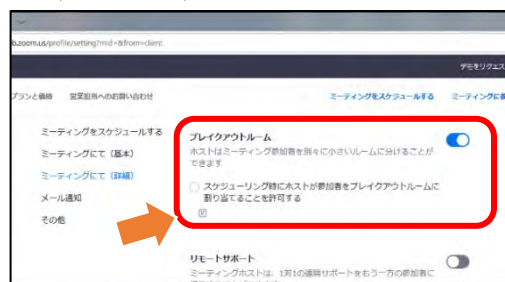 b.zoom.us/profile/setting?mid=&from=client
デモをリクエス
プランと価格 営業担当へのお問い合わせ ミーティングをスケジュールする ミーティングに参
ミーティングをスケジュールする
ミーティングにて（基本）
ミーティングにて（詳細）
メール通知
その他
ブレイクアウトルーム
ホストはミーティング参加者を別々に小さいルームに分けることが
できます
スケジューリング時にホストが参加者をブレイクアウトルームに
割り当てることを許可する
リモートサポート
ミーティングホストは、1対1の遠隔サポートをもう一方の参加者に